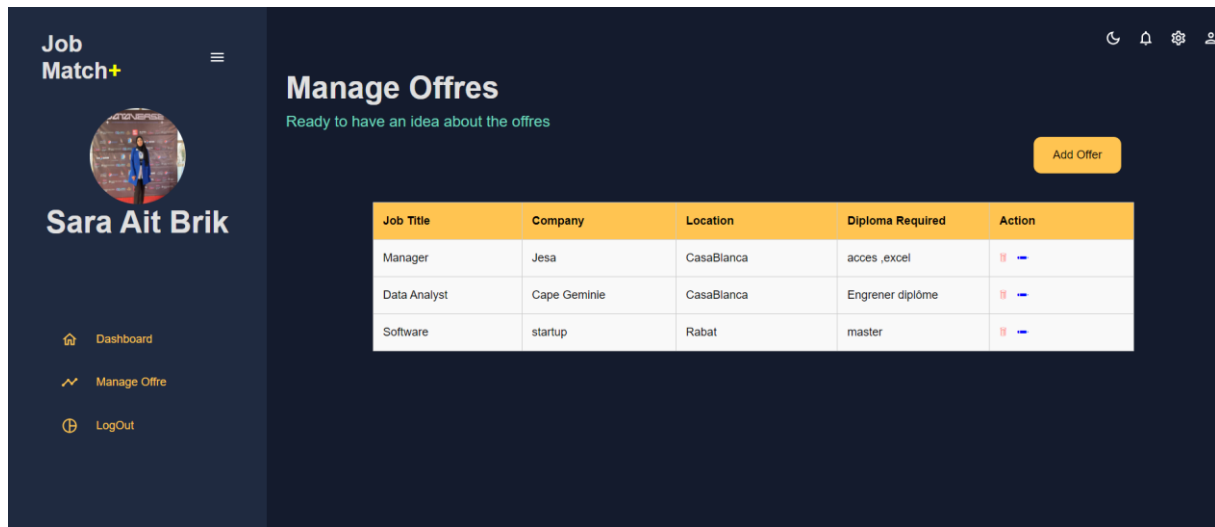 Job
Match+
Manage Offres
Ready to have an idea about the offres
Add Offer
Sara Ait Brik
Job Title Company Location Diploma Required Action
Manager Jesa CasaBlanca acces ,excel
Data Analyst Cape Geminie CasaBlanca Engrener diplôme
Software startup Rabat master
Dashboard
Manage Offre
LogOut